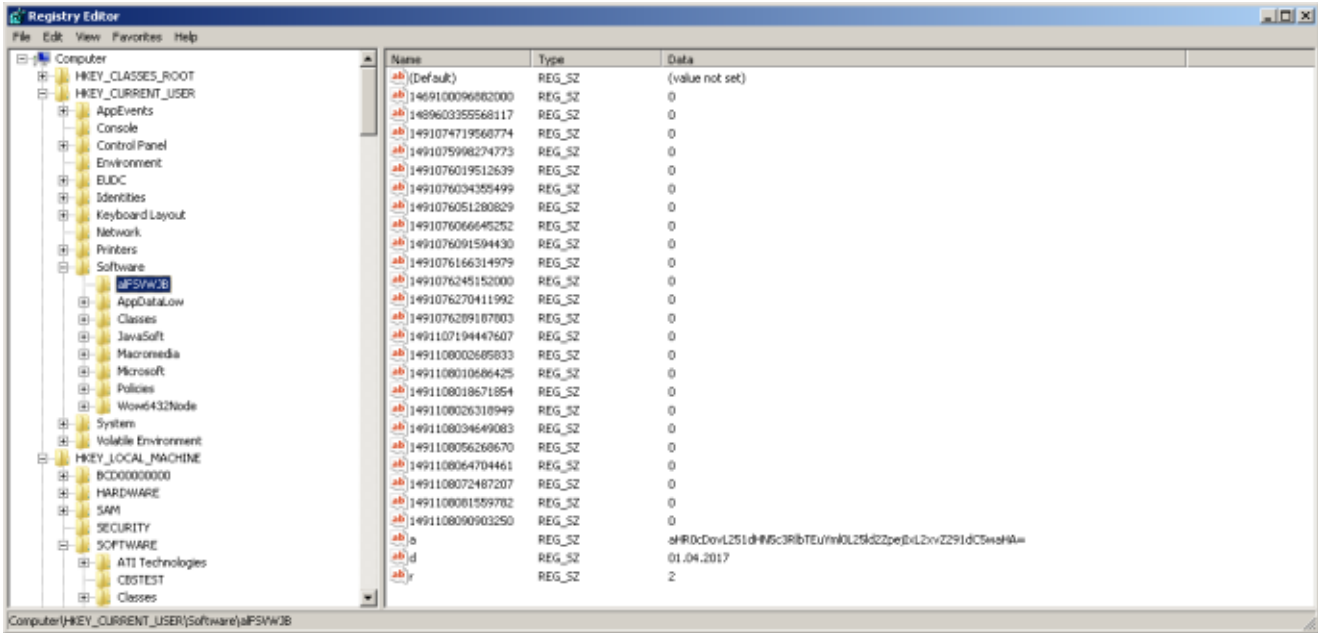 Registry Editor
File Edit View Favorites Help
Computer
HKEY_CLASSES_ROOT
HKEY_CURRENT_USER
AppEvents
Console
Control Panel
Environment
EUDC
Identities
Keyboard Layout
Network
Printers
Software
alFSVWJB
AppDataLow
Classes
JavaSoft
Macromedia
Microsoft
Policies
Wow6432Node
System
Volatile Environment
HKEY_LOCAL_MACHINE
BCD00000000
HARDWARE
SAM
SECURITY
SOFTWARE
ATI Technologies
CBSTEST
Classes
Name Type Data
(Default) REG_SZ (value not set)
1469100096882000 REG_SZ 0
1489603355568117 REG_SZ 0
1491074719568774 REG_SZ 0
1491075998274773 REG_SZ 0
1491076019512639 REG_SZ 0
1491076034355499 REG_SZ 0
1491076051280829 REG_SZ 0
1491076066645252 REG_SZ 0
1491076091594430 REG_SZ 0
1491076166314979 REG_SZ 0
1491076245152000 REG_SZ 0
1491076270411992 REG_SZ 0
1491076289187803 REG_SZ 0
1491107194447607 REG_SZ 0
1491108002685833 REG_SZ 0
1491108010686425 REG_SZ 0
1491108018671854 REG_SZ 0
1491108026318949 REG_SZ 0
1491108034649083 REG_SZ 0
1491108056268670 REG_SZ 0
1491108064704461 REG_SZ 0
1491108072487207 REG_SZ 0
1491108081559782 REG_SZ 0
1491108090903250 REG_SZ 0
a REG_SZ aHR0cDovL251dHN5c3RlbTEuYml0L25ld2ZpejIxL2xvZ291dC5waHA=
d REG_SZ 01.04.2017
r REG_SZ 2
Computer\HKEY_CURRENT_USER\Software\alFSVWJB